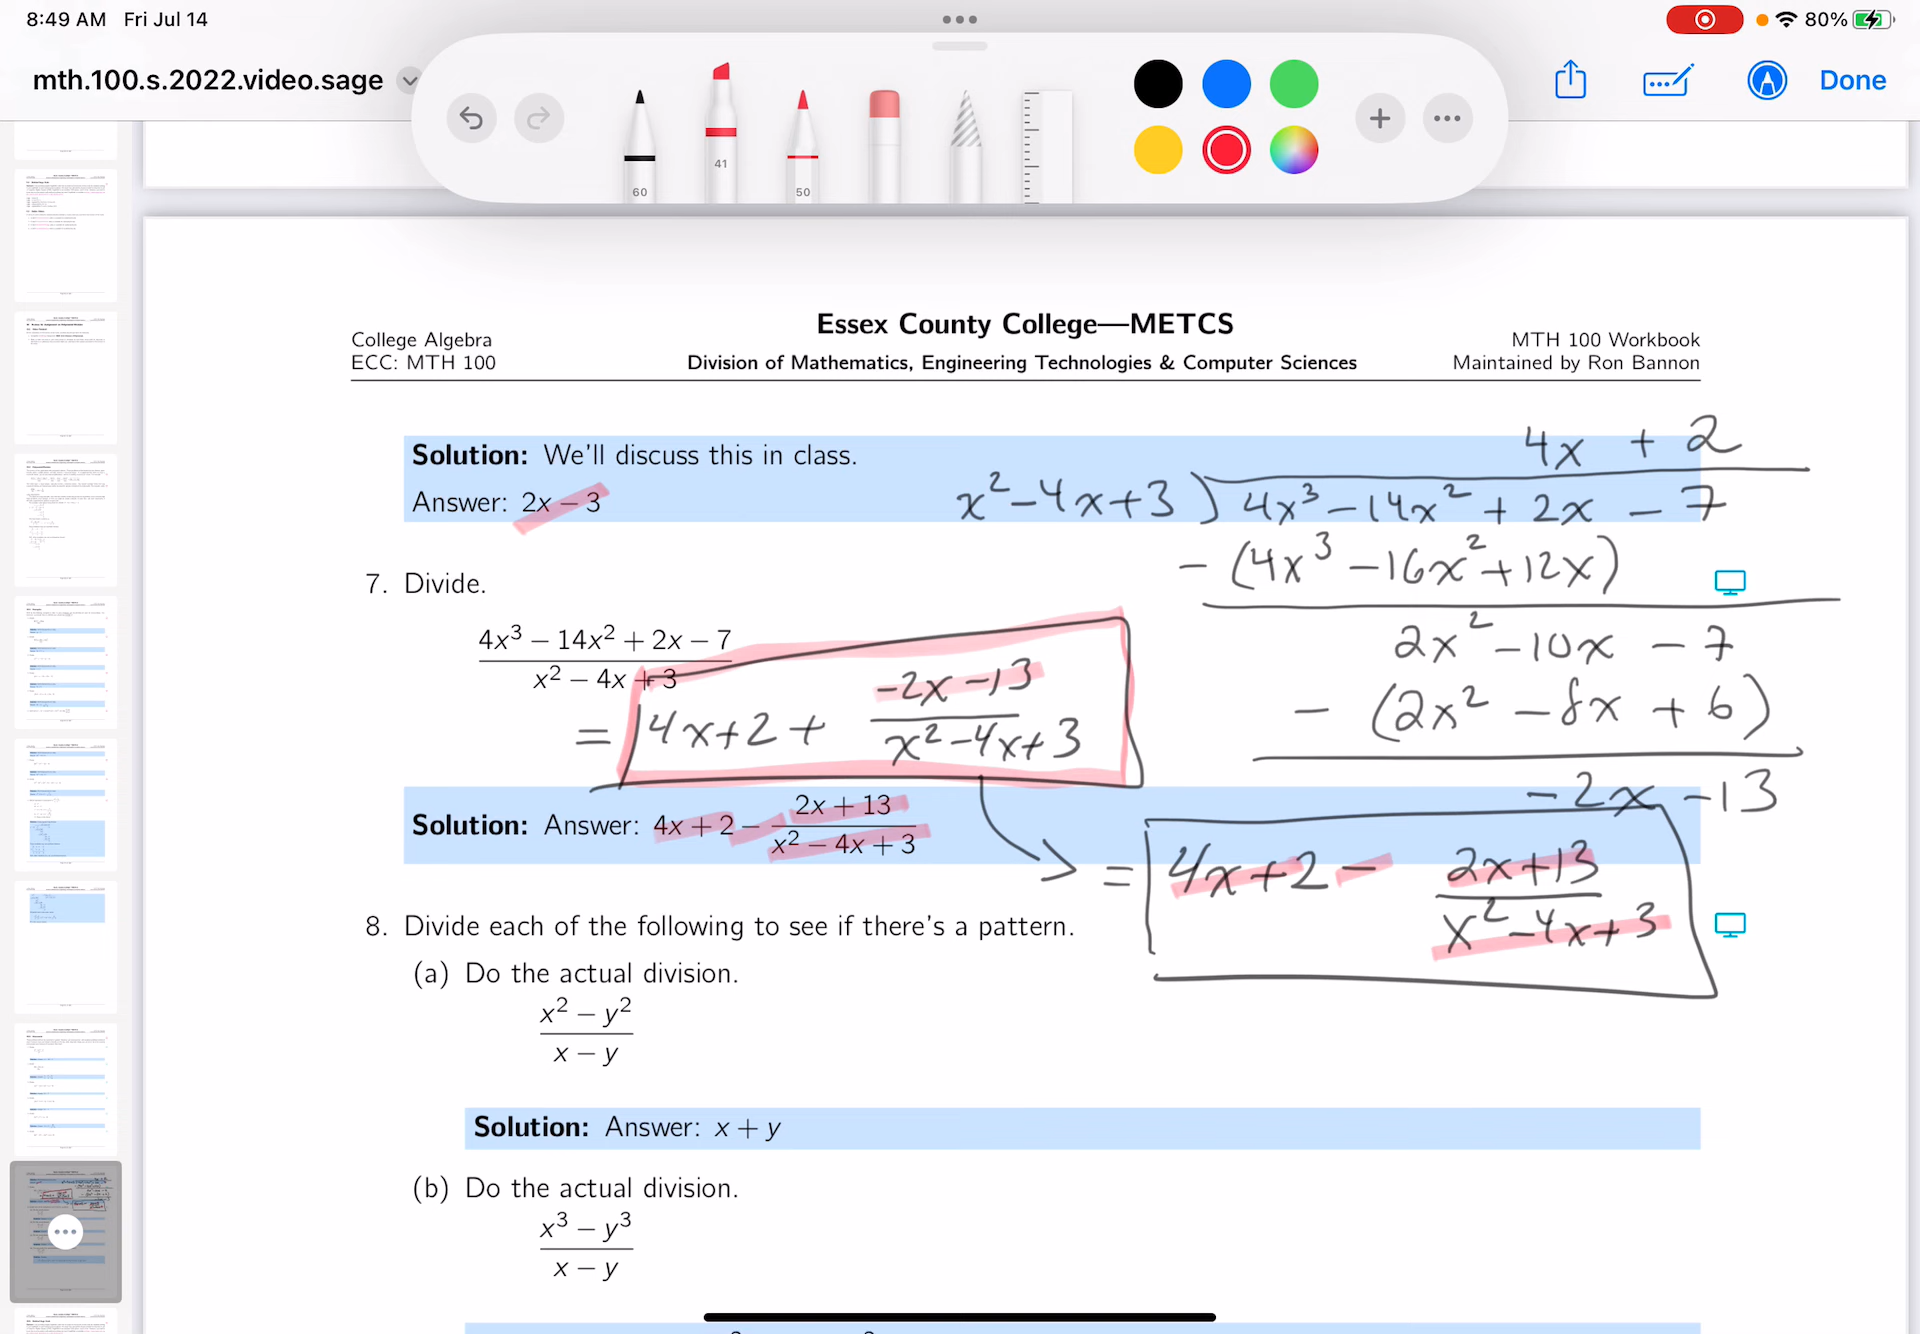 8:49 AM Fri Jul 14
80%
mth.100.s.2022.video.sage
Done
60
41
50
College Algebra
ECC: MTH 100
Essex County College—METCS
Division of Mathematics, Engineering Technologies & Computer Sciences
MTH 100 Workbook
Maintained by Ron Bannon
Solution: We'll discuss this in class.
Answer: 2x − 3
4x + 2
x² − 4x + 3 ) 4x³ − 14x² + 2x − 7
− (4x³ − 16x² + 12x)
2x² − 10x − 7
− (2x² − 8x + 6)
−2x − 13
7. Divide.
4x³ − 14x² + 2x − 7
x² − 4x + 3
−2x − 13
= 4x + 2 +
x² − 4x + 3
2x + 13
Solution: Answer: 4x + 2 −
x² − 4x + 3
2x + 13
= 4x + 2 −
x² − 4x + 3
8. Divide each of the following to see if there's a pattern.
(a) Do the actual division.
x² − y²
x − y
Solution: Answer: x + y
(b) Do the actual division.
x³ − y³
x − y